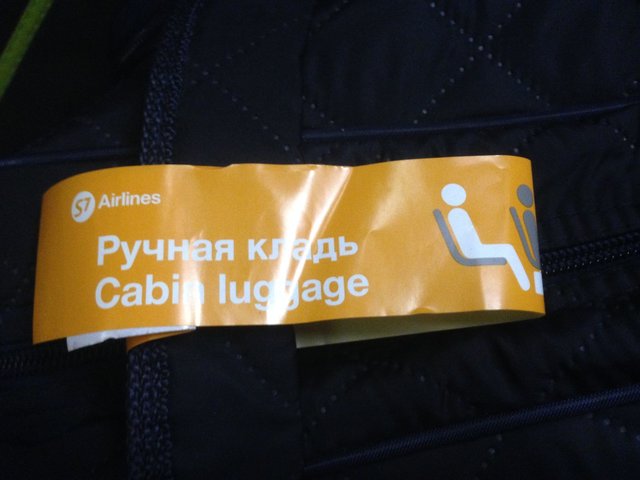 S7 Airlines
Ручная кладь
Cabin luggage